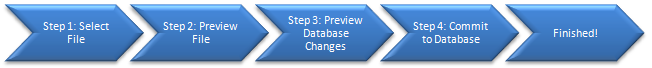 Step 1: Select
File
Step 2: Preview
File
Step 3: Preview
Database
Changes
Step 4: Commit
to Database
Finished!